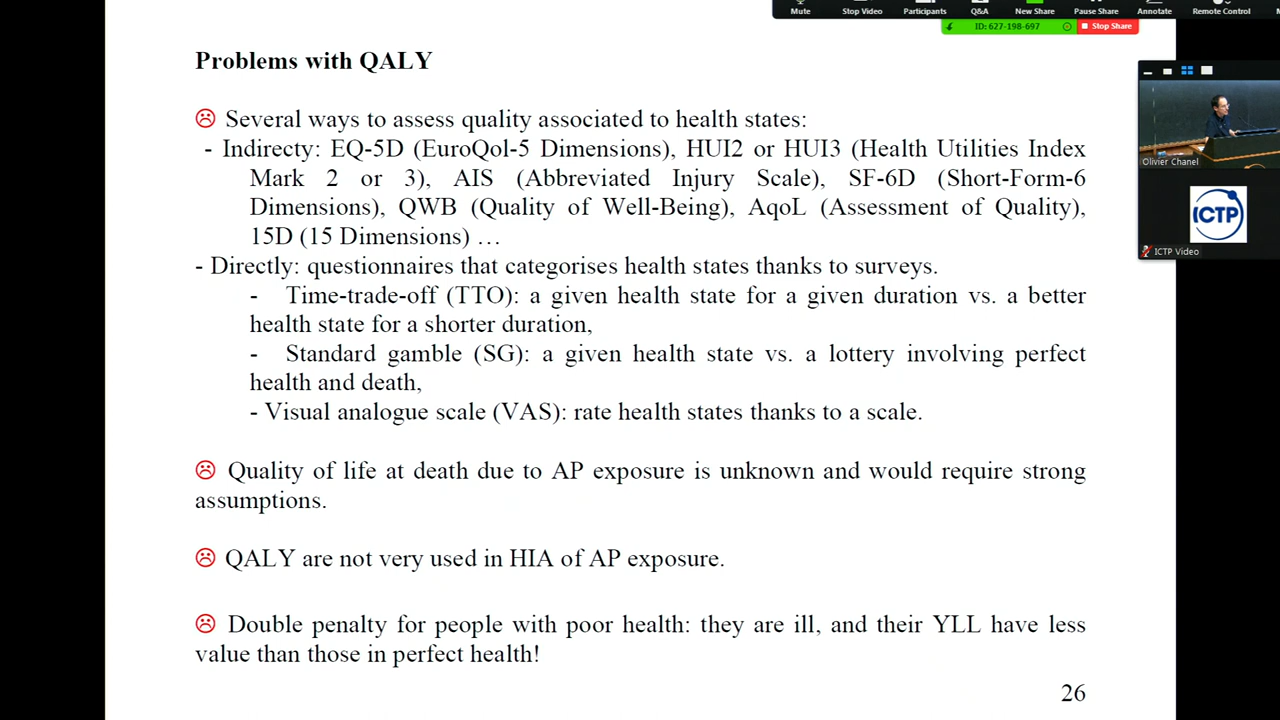 Mute
Stop Video
Participants
Q&A
New Share
Pause Share
Annotate
Remote Control
ID: 627-198-697
Stop Share
Problems with QALY
Several ways to assess quality associated to health states:
- Indirecty: EQ-5D (EuroQol-5 Dimensions), HUI2 or HUI3 (Health Utilities Index
Mark 2 or 3), AIS (Abbreviated Injury Scale), SF-6D (Short-Form-6
Dimensions), QWB (Quality of Well-Being), AqoL (Assessment of Quality),
15D (15 Dimensions) …
- Directly: questionnaires that categorises health states thanks to surveys.
- Time-trade-off (TTO): a given health state for a given duration vs. a better
health state for a shorter duration,
- Standard gamble (SG): a given health state vs. a lottery involving perfect
health and death,
- Visual analogue scale (VAS): rate health states thanks to a scale.
Quality of life at death due to AP exposure is unknown and would require strong
assumptions.
QALY are not very used in HIA of AP exposure.
Double penalty for people with poor health: they are ill, and their YLL have less
value than those in perfect health!
26
Olivier Chanel
ICTP
ICTP Video